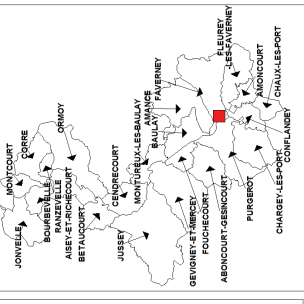 MONTCOURT
CORRE
ORMOY
JONVELLE
BOURBEVELLE
RANZEVELLE
AISEY-ET-RICHECOURT
BETAUCOURT
CENDRECOURT
JUSSEY
MONTUREUX-LES-BAULAY
AMANCE
BAULAY
FAVERNEY
FLEUREY
-LES-FAVERNEY
AMONCOURT
CHAUX-LES-PORT
CONFLANDEY
CHARGEY-LES-PORT
PURGEROT
ABONCOURT-GESINCOURT
FOUCHECOURT
GEVIGNEY-ET-MERCEY